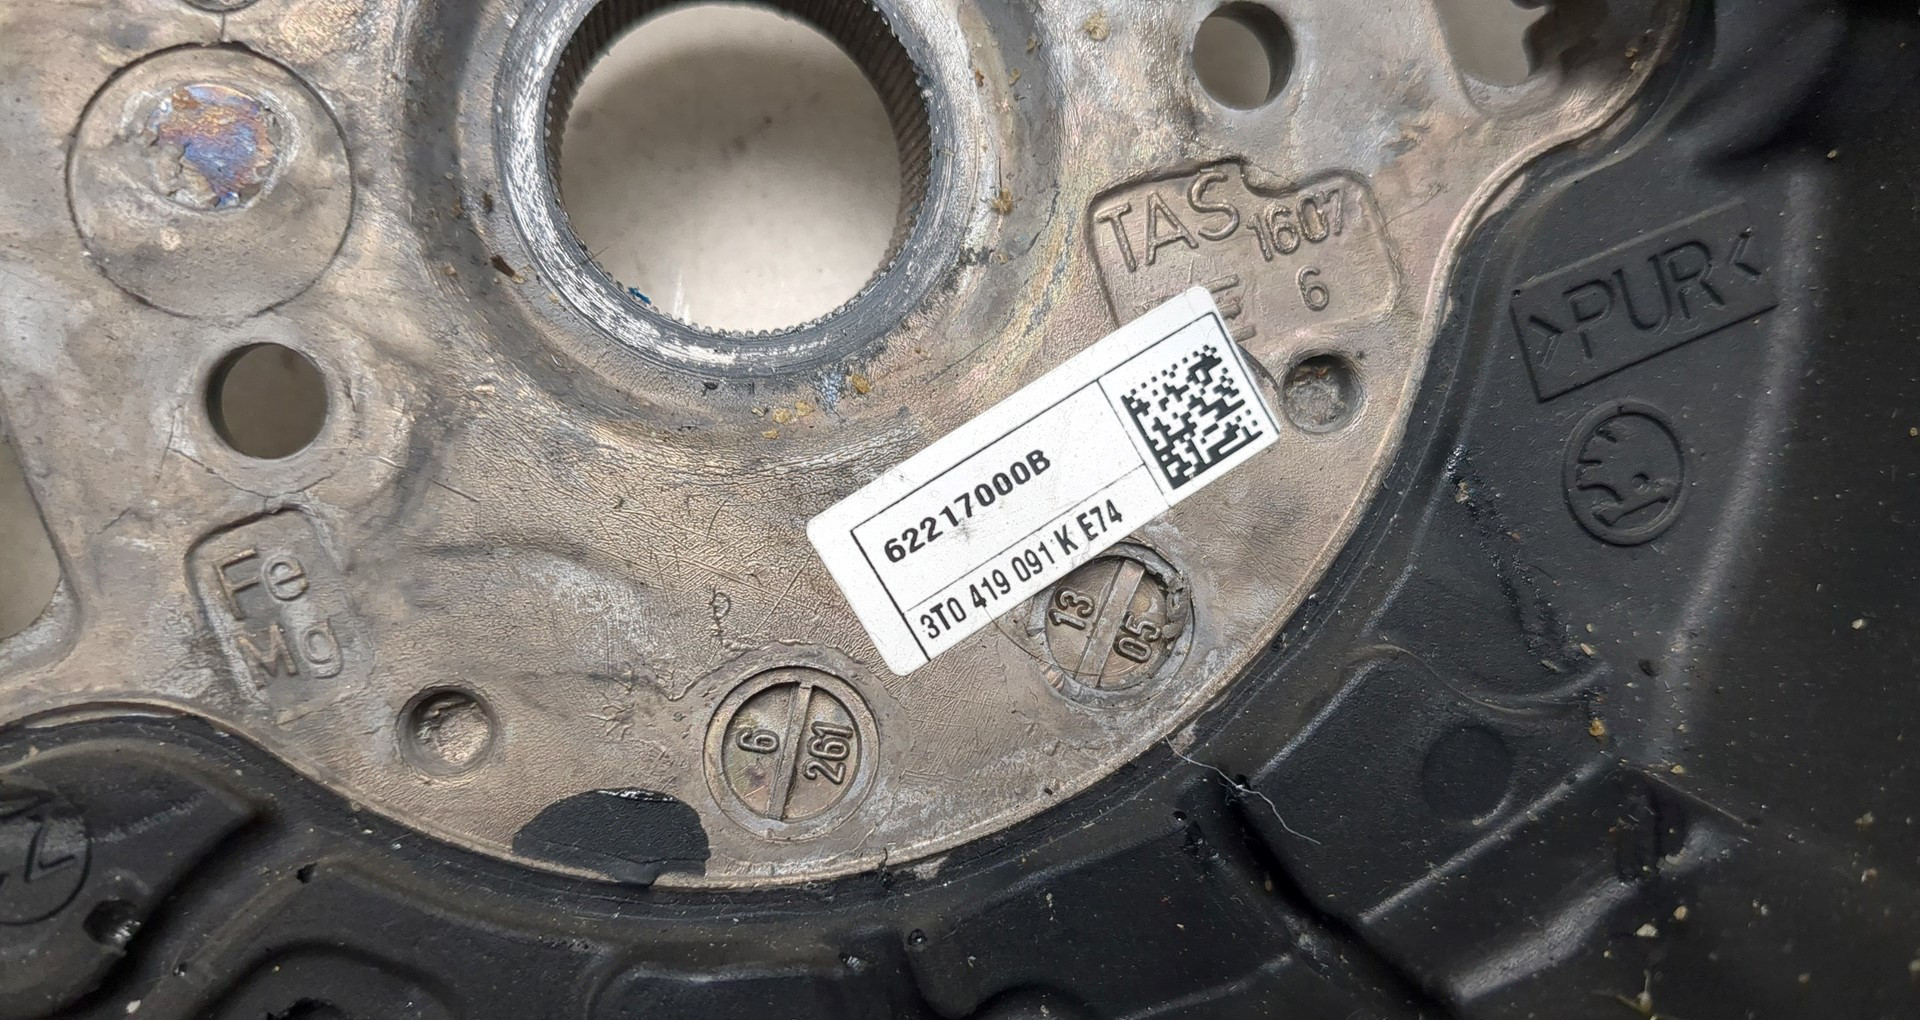 TAS 1607
E 6
>PUR<
62217000B
3T0 419 091 K E74
Fe
Mg
13
05
6
261